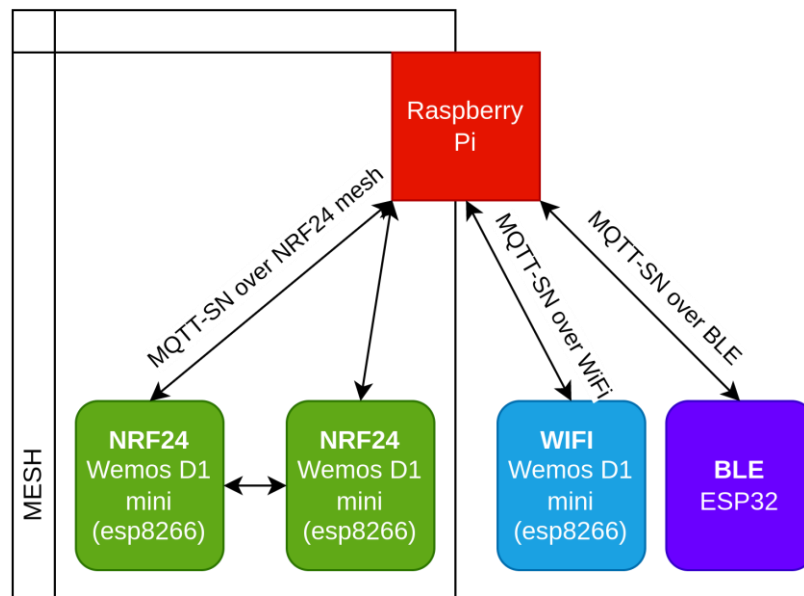 Raspberry
Pi
MQTT-SN over NRF24 mesh
MQTT-SN over WiFi
MQTT-SN over BLE
MESH
NRF24
Wemos D1
mini
(esp8266)
NRF24
Wemos D1
mini
(esp8266)
WIFI
Wemos D1
mini
(esp8266)
BLE
ESP32